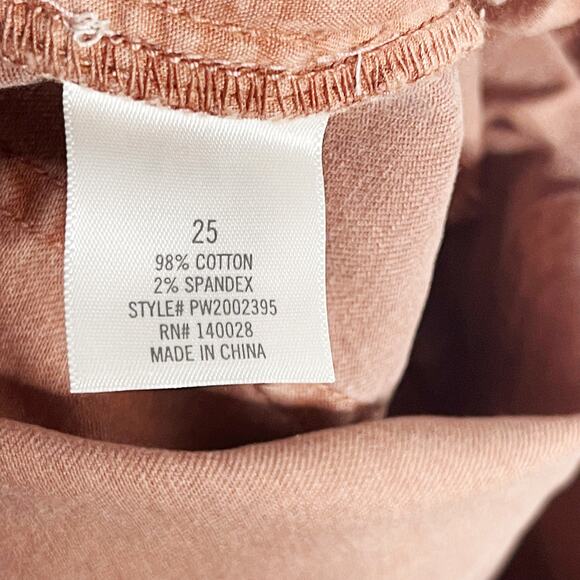 25
98% COTTON
2% SPANDEX
STYLE# PW2002395
RN# 140028
MADE IN CHINA